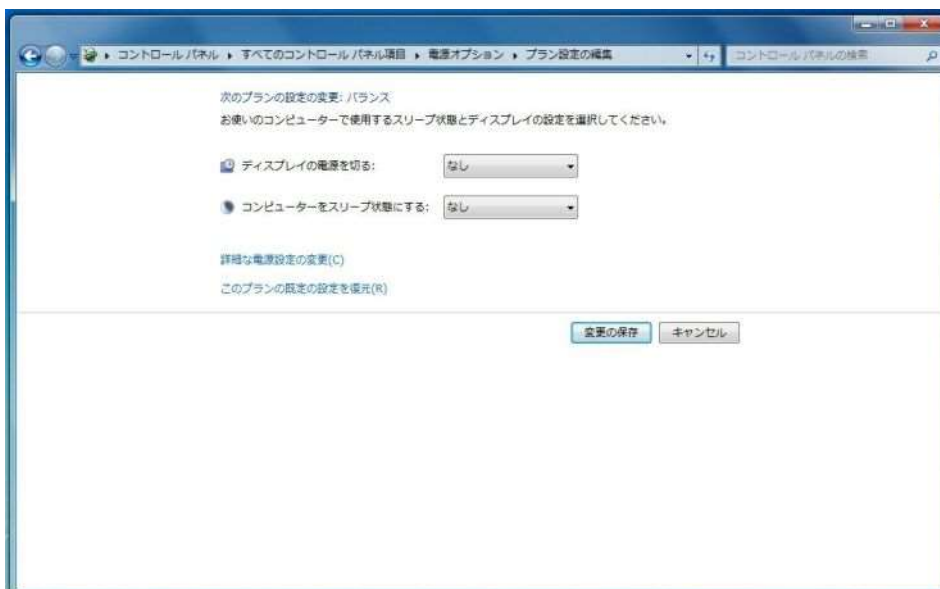 コントロール パネル ▸ すべてのコントロール パネル項目 ▸ 電源オプション ▸ プラン設定の編集
コントロール パネルの検索
次のプランの設定の変更: バランス
お使いのコンピューターで使用するスリープ状態とディスプレイの設定を選択してください。
ディスプレイの電源を切る: なし
コンピューターをスリープ状態にする: なし
詳細な電源設定の変更(C)
このプランの既定の設定を復元(R)
変更の保存 キャンセル